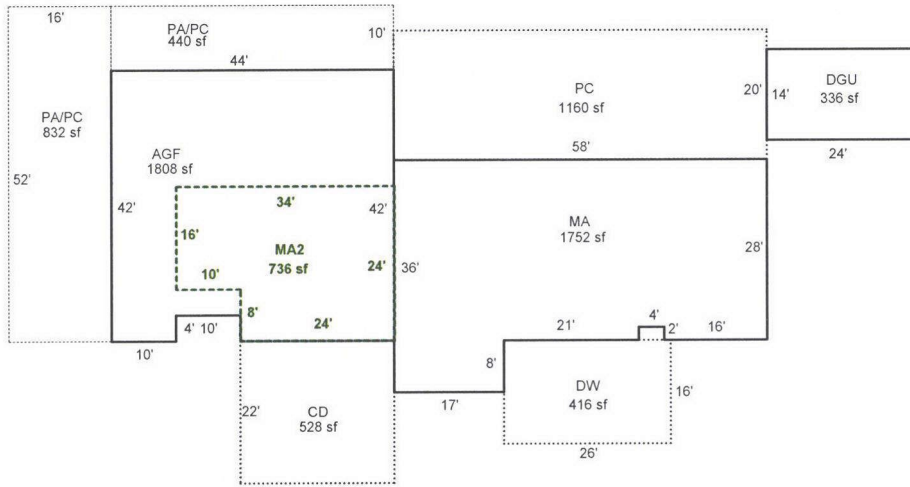 16'
PA/PC
440 sf
10'
44'
PC
1160 sf
20'
14'
DGU
336 sf
24'
PA/PC
832 sf
52'
AGF
1808 sf
42'
58'
34'
42'
16'
MA2
736 sf
24'
36'
MA
1752 sf
28'
10'
8'
24'
4'
10'
10'
21'
4'
2'
16'
8'
17'
DW
416 sf
16'
26'
22'
CD
528 sf